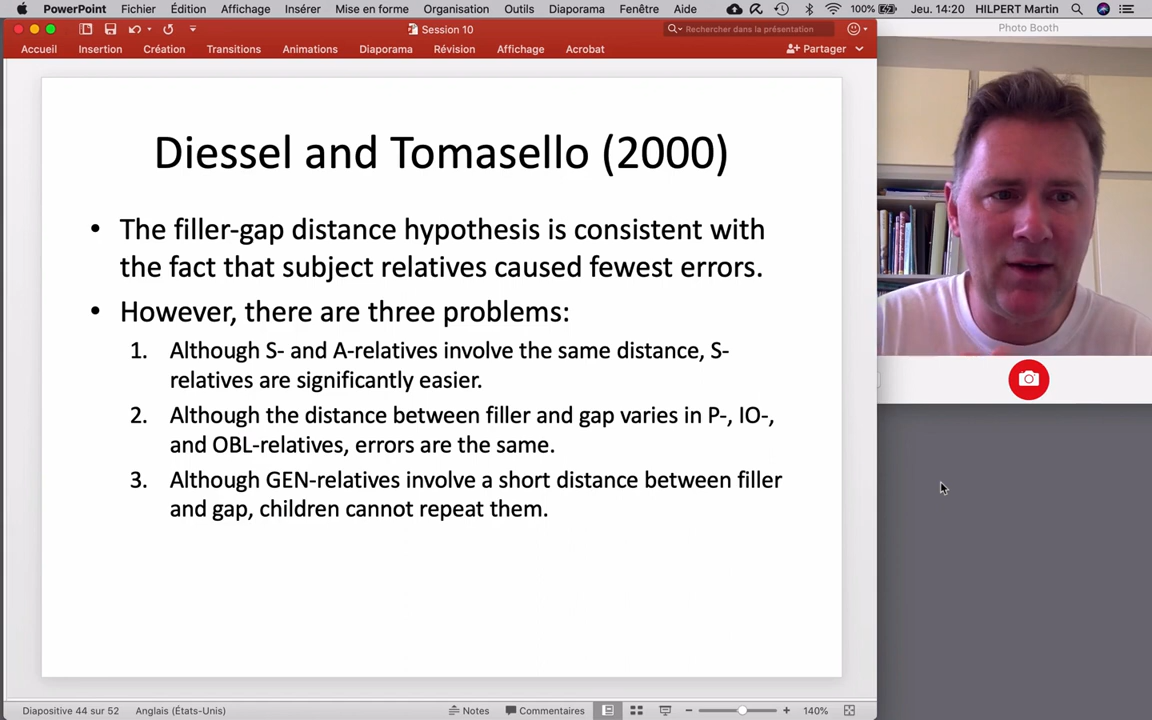 PowerPoint Fichier Édition Affichage Insérer Mise en forme Organisation Outils Diaporama Fenêtre Aide 100% Jeu. 14:20 HILPERT Martin
Session 10
Rechercher dans la présentation
Photo Booth
Accueil Insertion Création Transitions Animations Diaporama Révision Affichage Acrobat Partager
Diessel and Tomasello (2000)
• The filler-gap distance hypothesis is consistent with
the fact that subject relatives caused fewest errors.
• However, there are three problems:
1. Although S- and A-relatives involve the same distance, S-
relatives are significantly easier.
2. Although the distance between filler and gap varies in P-, IO-,
and OBL-relatives, errors are the same.
3. Although GEN-relatives involve a short distance between filler
and gap, children cannot repeat them.
Diapositive 44 sur 52 Anglais (États-Unis) Notes Commentaires 140%